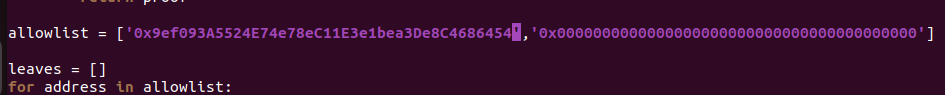 return proof
allowlist = ['0x9ef093A5524E74e78eC11E3e1bea3De8C4686454','0x0000000000000000000000000000000000000000']
leaves = []
for address in allowlist: